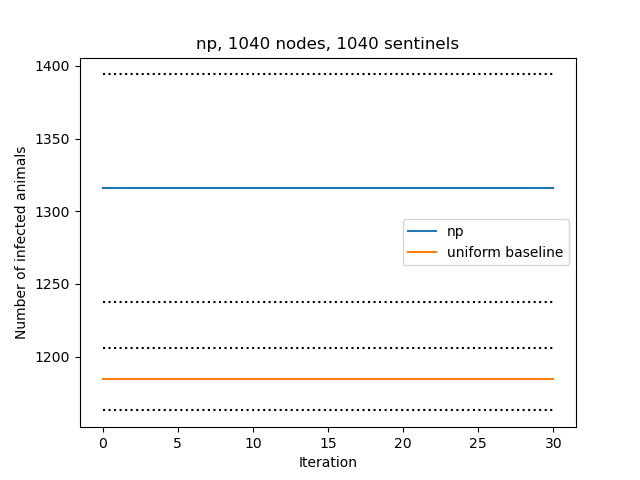 np, 1040 nodes, 1040 sentinels
Number of infected animals
1400
1350
1300
1250
1200
np
uniform baseline
0 5 10 15 20 25 30
Iteration